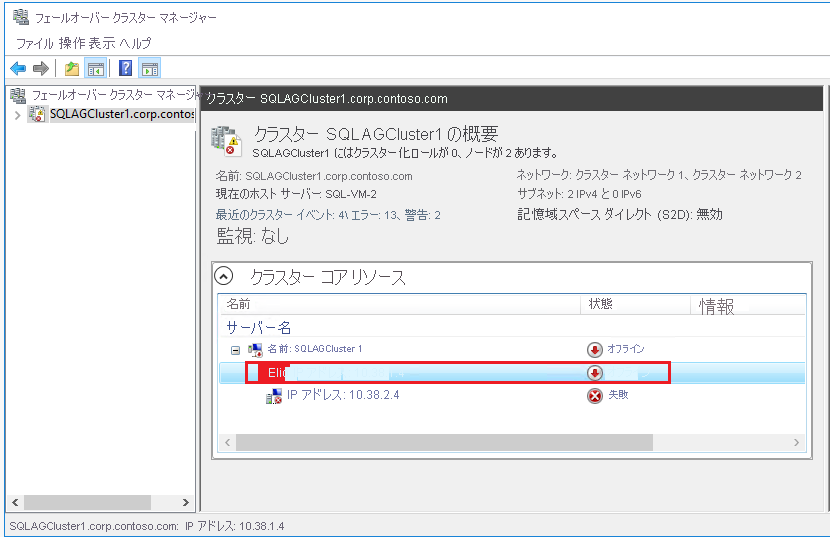 フェールオーバー クラスター マネージャー
ファイル 操作 表示 ヘルプ
フェールオーバー クラスター マネージ
SQLAGCluster1.corp.contos
クラスター SQLAGCluster1.corp.contoso.com
クラスター SQLAGCluster1 の概要
SQLAGCluster1 にはクラスター化ロールが 0、ノードが 2 あります。
名前: SQLAGCluster1.corp.contoso.com
ネットワーク: クラスター ネットワーク 1、クラスター ネットワーク 2
現在のホスト サーバー: SQL-VM-2
サブネット: 2 IPv4 と 0 IPv6
最近のクラスター イベント: 4\ エラー: 13、警告: 2
記憶域スペース ダイレクト (S2D): 無効
監視: なし
クラスター コア リソース
名前 状態 情報
サーバー名
名前: SQLAGCluster 1 オフライン
IP アドレス: 10.38.2.4 失敗
SQLAGCluster1.corp.contoso.com: IP アドレス: 10.38.1.4